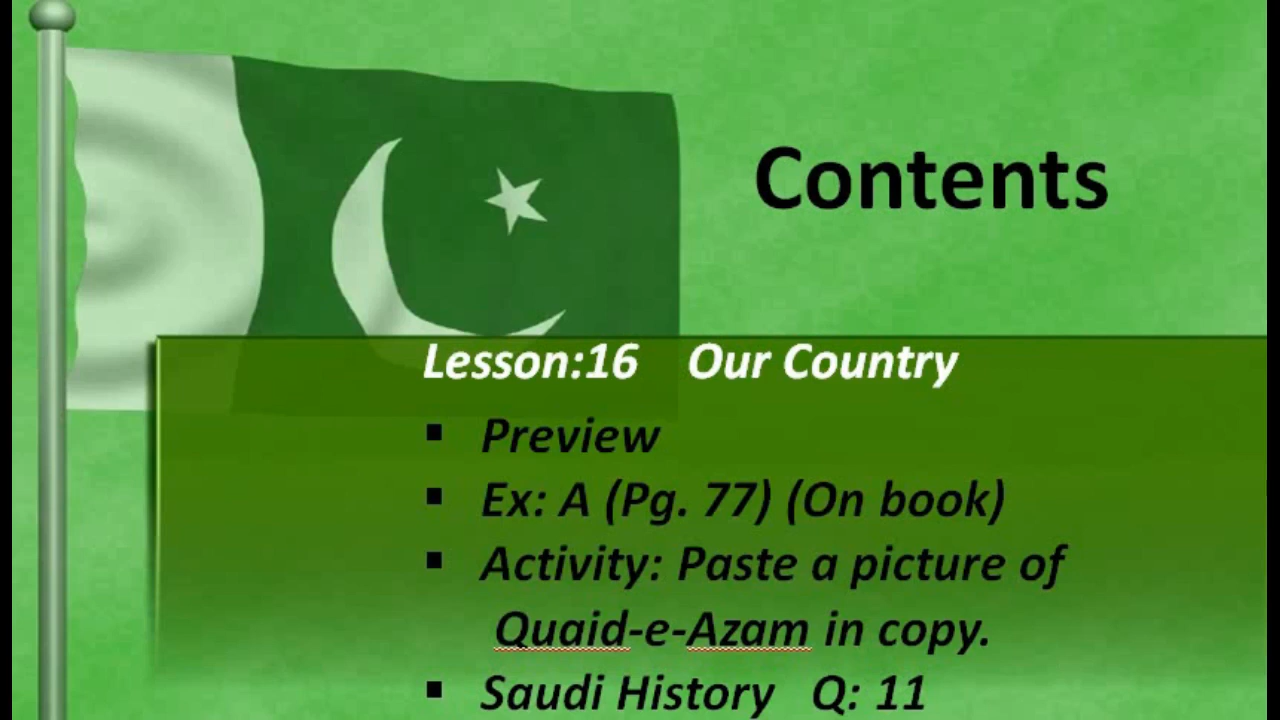 Contents
Lesson:16 Our Country
▪ Preview
▪ Ex: A (Pg. 77) (On book)
▪ Activity: Paste a picture of
Quaid-e-Azam in copy.
▪ Saudi History Q: 11